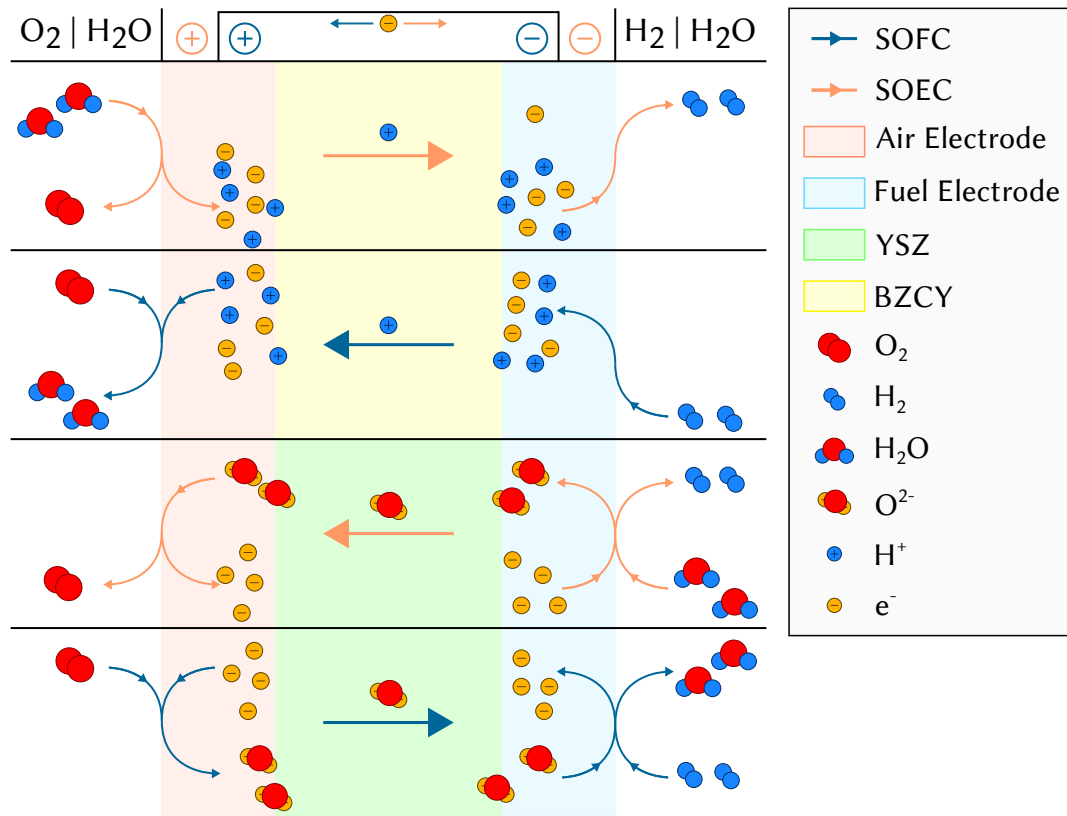 O₂ | H₂O
+
+
−
−
−
H₂ | H₂O
SOFC
SOEC
Air Electrode
Fuel Electrode
YSZ
BZCY
O₂
H₂
H₂O
O²⁻
H⁺
e⁻